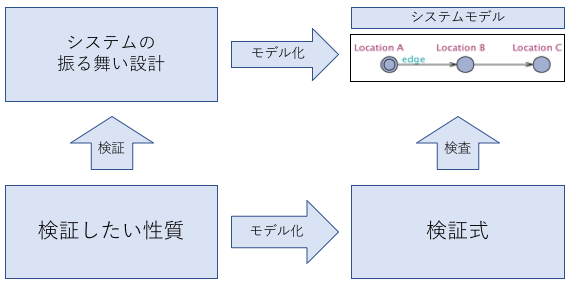 システムの
振る舞い設計
モデル化
システムモデル
Location A
Location B
Location C
edge
検証
検査
検証したい性質
モデル化
検証式